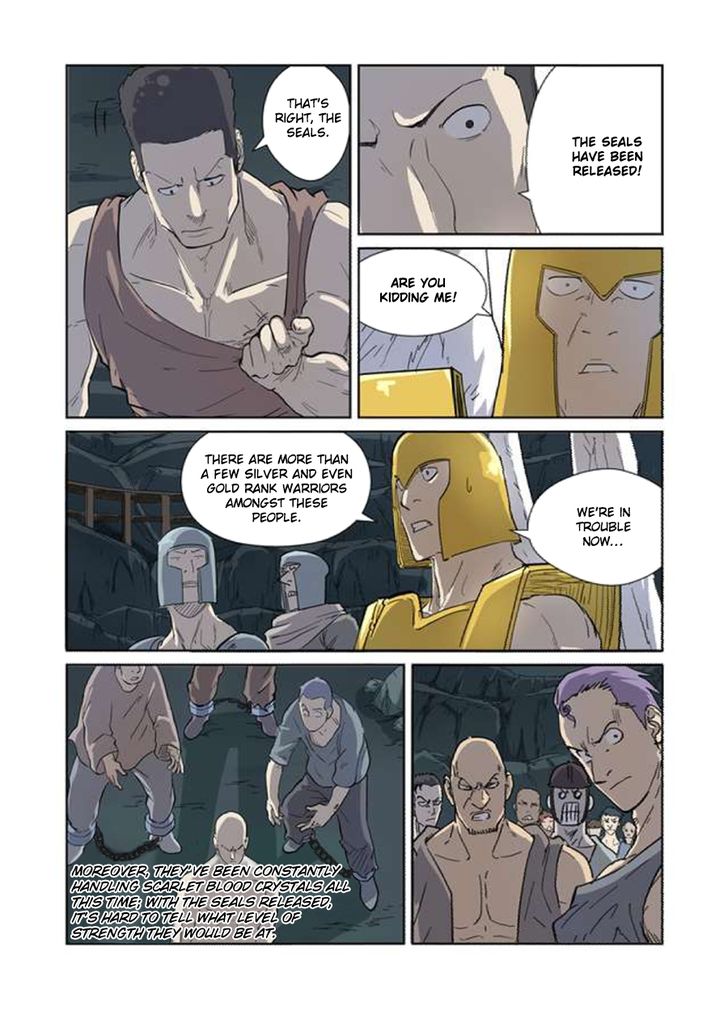 THAT'S
RIGHT, THE
SEALS.
THE SEALS
HAVE BEEN
RELEASED!
ARE YOU
KIDDING ME!
THERE ARE MORE THAN
A FEW SILVER AND EVEN
GOLD RANK WARRIORS
AMONGST THESE
PEOPLE.
WE'RE IN
TROUBLE
NOW...
MOREOVER, THEY'VE BEEN CONSTANTLY
HANDLING SCARLET BLOOD CRYSTALS ALL
THIS TIME; WITH THE SEALS RELEASED,
IT'S HARD TO TELL WHAT LEVEL OF
STRENGTH THEY WOULD BE AT.